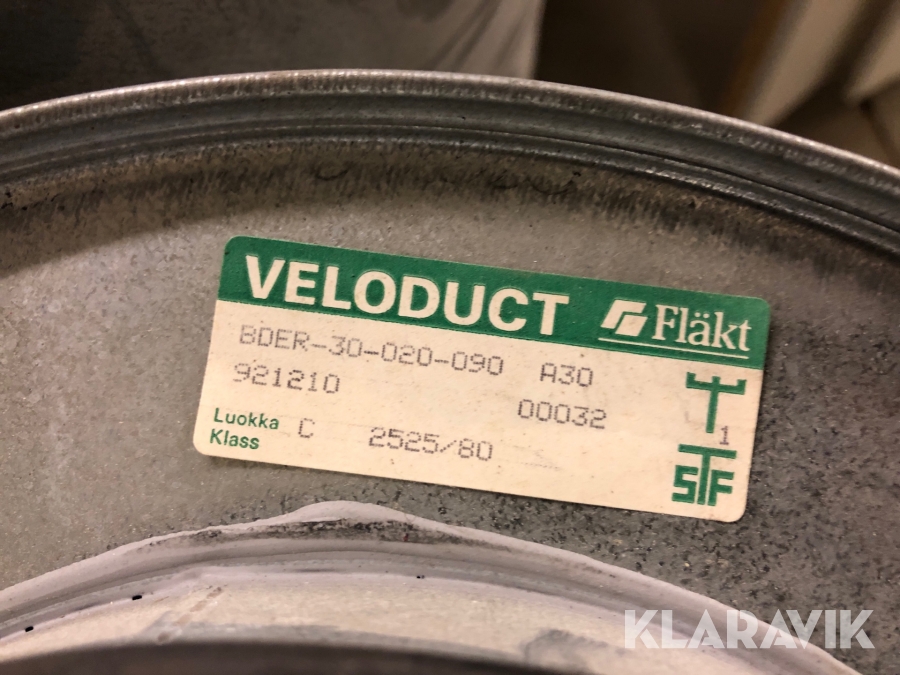 VELODUCT Fläkt
BDER-30-020-090 A30
921210 00032
1
Luokka
Klass C 2525/80
STF
KLARAVIK